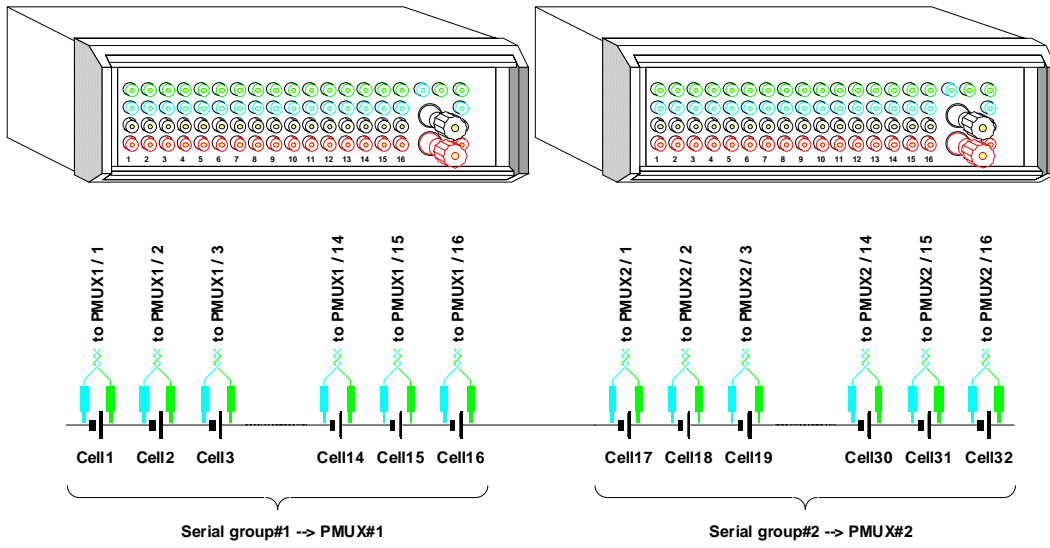 1 2 3 4 5 6 7 8 9 10 11 12 13 14 15 16
1 2 3 4 5 6 7 8 9 10 11 12 13 14 15 16
to PMUX1 / 1
to PMUX1 / 2
to PMUX1 / 3
to PMUX1 / 14
to PMUX1 / 15
to PMUX1 / 16
to PMUX2 / 1
to PMUX2 / 2
to PMUX2 / 3
to PMUX2 / 14
to PMUX2 / 15
to PMUX2 / 16
Cell1 Cell2 Cell3 Cell14 Cell15 Cell16 Cell17 Cell18 Cell19 Cell30 Cell31 Cell32
Serial group#1 --> PMUX#1
Serial group#2 --> PMUX#2